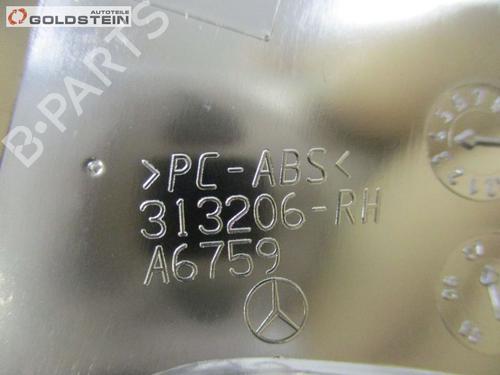 GOLDSTEIN
AUTOTEILE
B-PARTS
>PC-ABS<
313206-RH
A6759